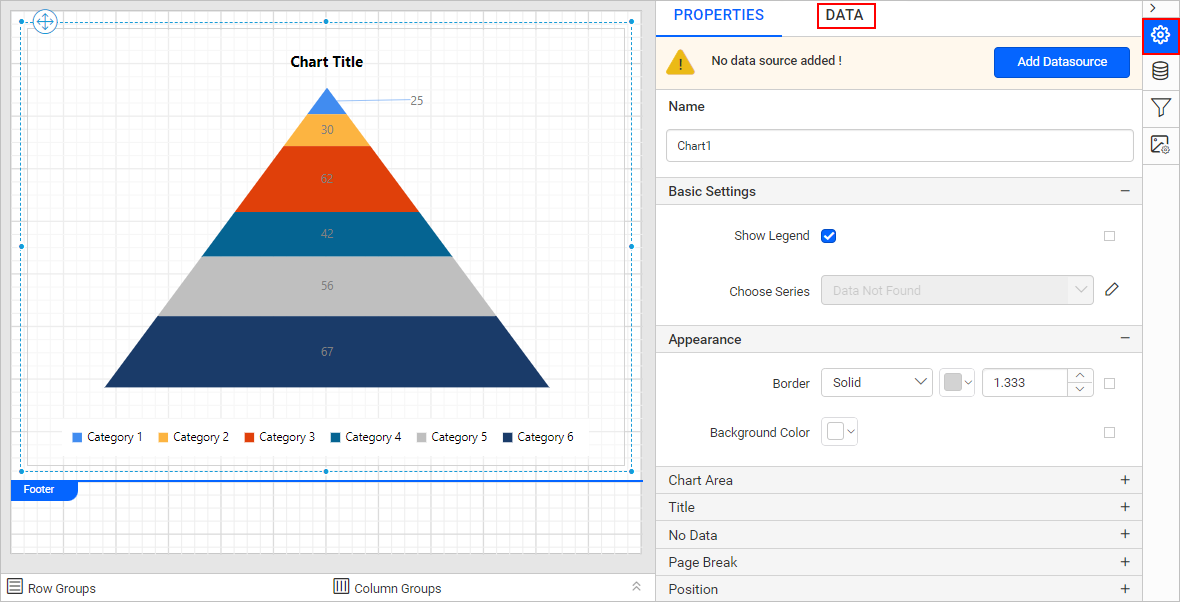 Chart Title
25
30
62
42
56
67
Category 1 Category 2 Category 3 Category 4 Category 5 Category 6
Footer
Row Groups Column Groups
PROPERTIES DATA
No data source added ! Add Datasource
Name
Chart1
Basic Settings
Show Legend
Choose Series Data Not Found
Appearance
Border Solid 1.333
Background Color
Chart Area
Title
No Data
Page Break
Position